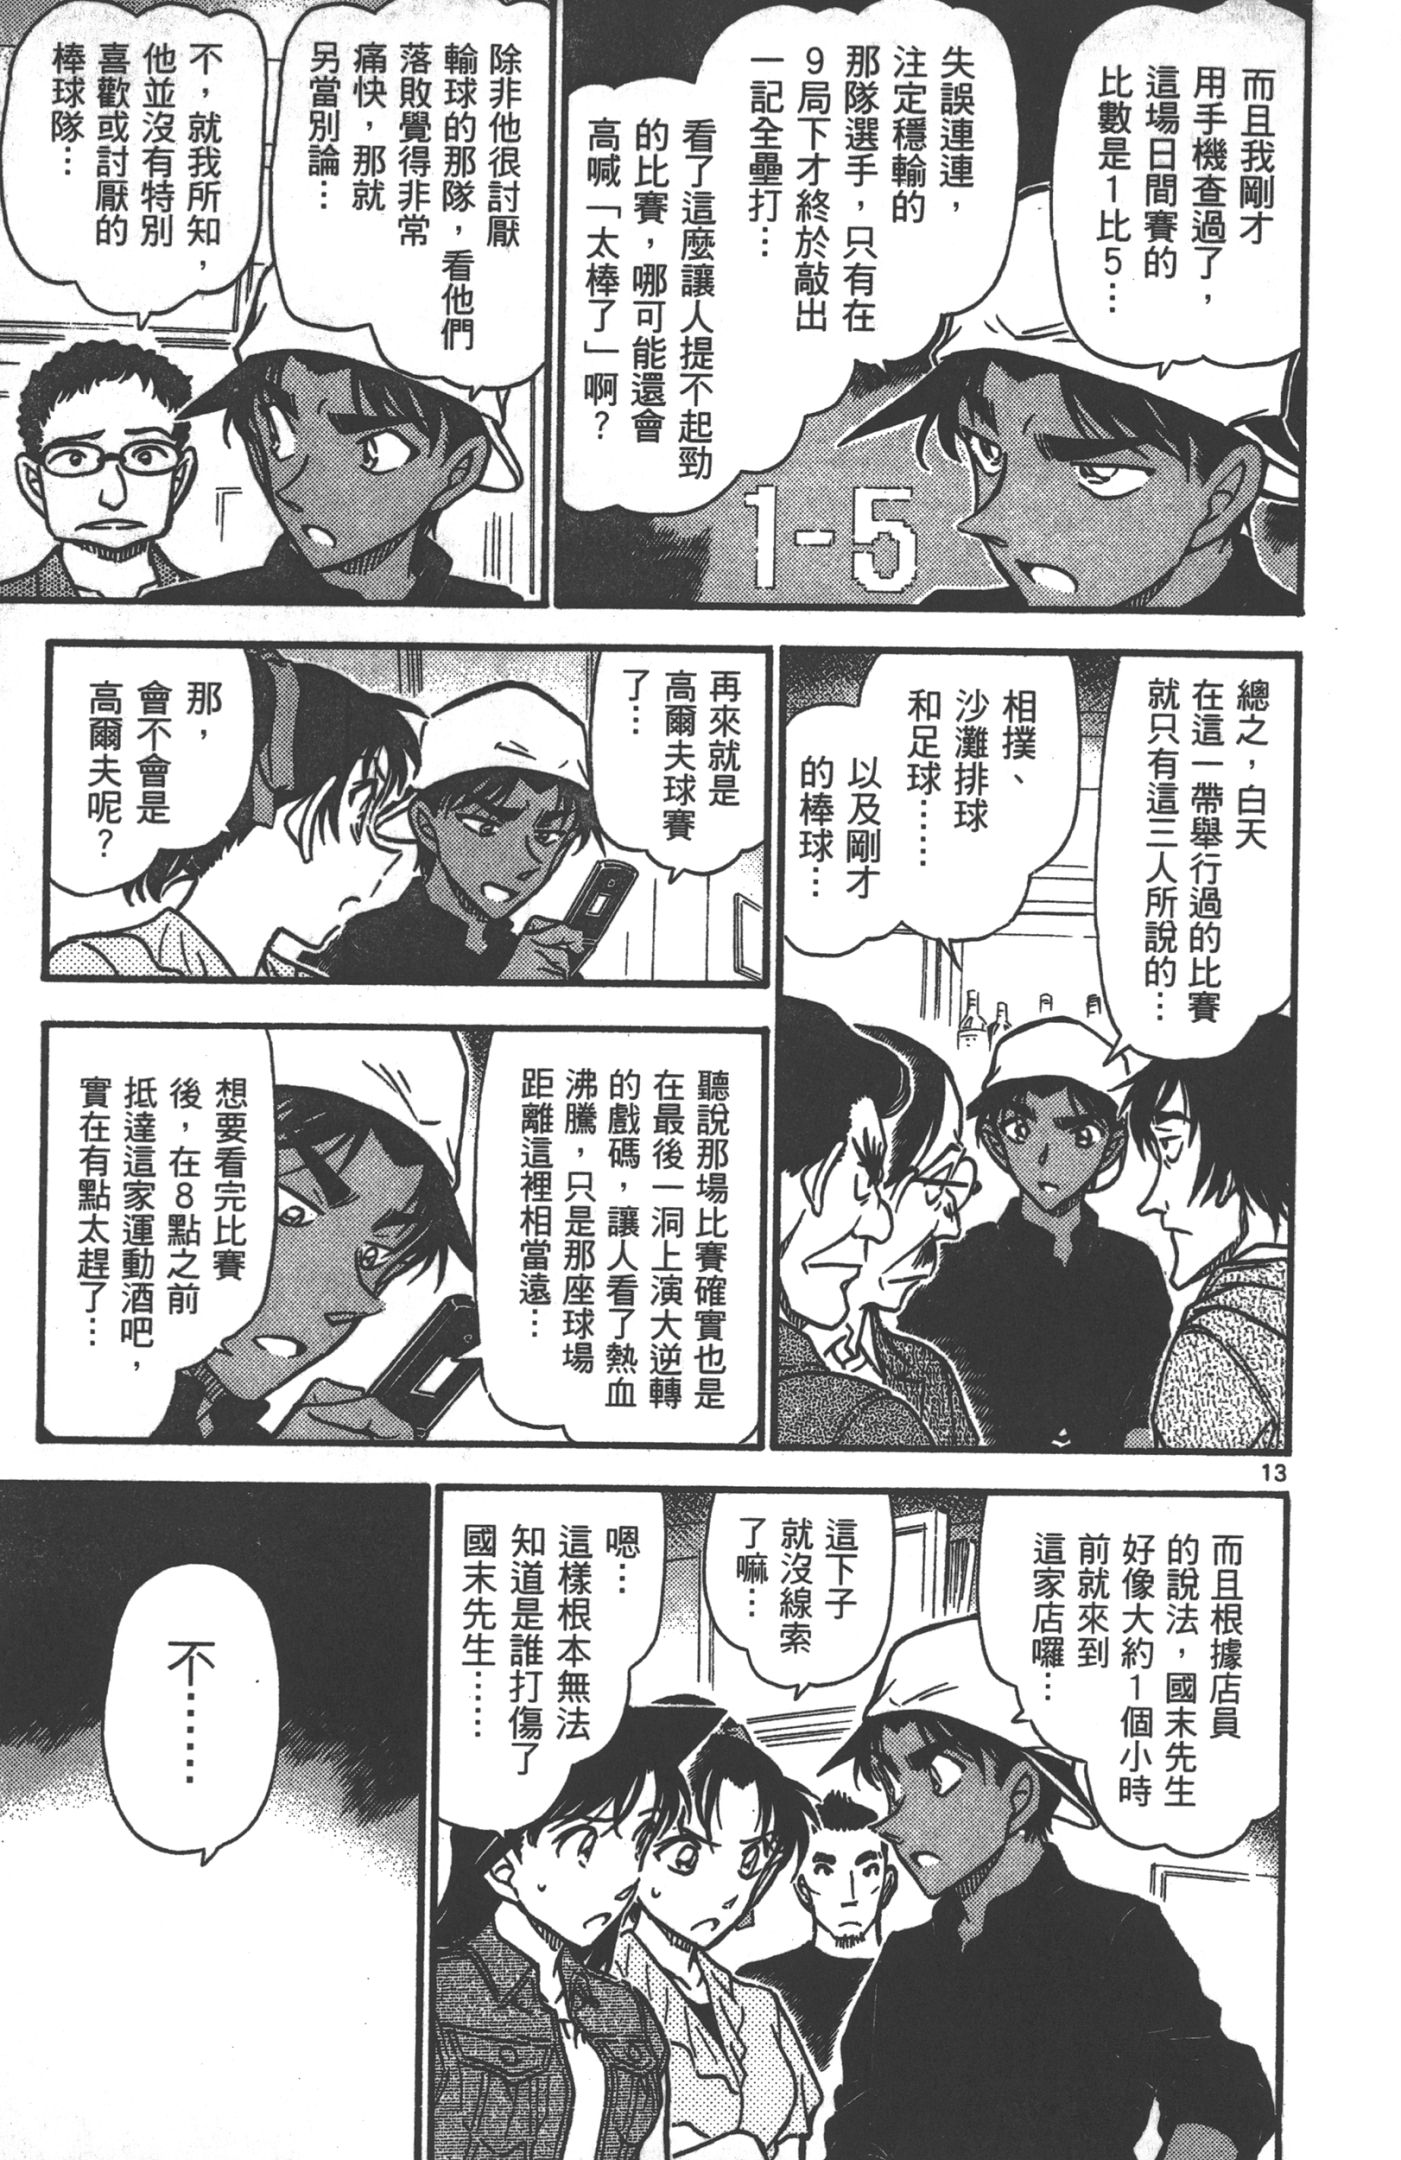 而且我剛才
用手機查過了，
這場日間賽的
比數是1比5…
失誤連連，
注定穩輸的
那隊選手，只有在
9局下才終於敲出
一記全壘打…
看了這麼讓人提不起勁
的比賽，哪可能還會
高喊「太棒了」啊？
1-5
除非他很討厭
輸球的那隊，看他們
落敗覺得非常
痛快，那就
另當別論…
不，就我所知，
他並沒有特別
喜歡或討厭的
棒球隊…
總之，白天
在這一帶舉行過的比賽
就只有這三人所說的…
相撲、
沙灘排球
和足球……
以及剛才
的棒球…
再來就是
高爾夫球賽
了…
那，
會不會是
高爾夫呢？
聽說那場比賽確實也是
在最後一洞上演大逆轉
的戲碼，讓人看了熱血
沸騰，只是那座球場
距離這裡相當遠…
想要看完比賽
後，在8點之前
抵達這家運動酒吧，
實在有點太趕了…
13
而且根據店員
的說法，國末先生
好像大約1個小時
前就來到
這家店囉…
這下子
就沒線索
了嘛…
嗯…
這樣根本無法
知道是誰打傷了
國末先生……
不……